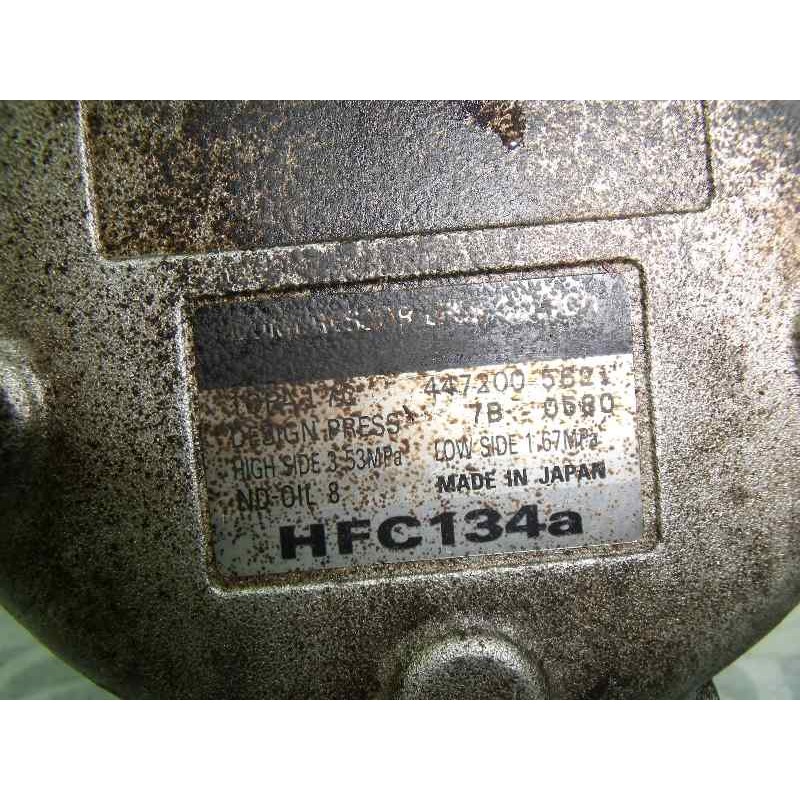 447200-5621
7B 0580
DESIGN PRESS
HIGH SIDE 3.53MPa LOW SIDE 1.67MPa
ND-OIL 8 MADE IN JAPAN
HFC134a